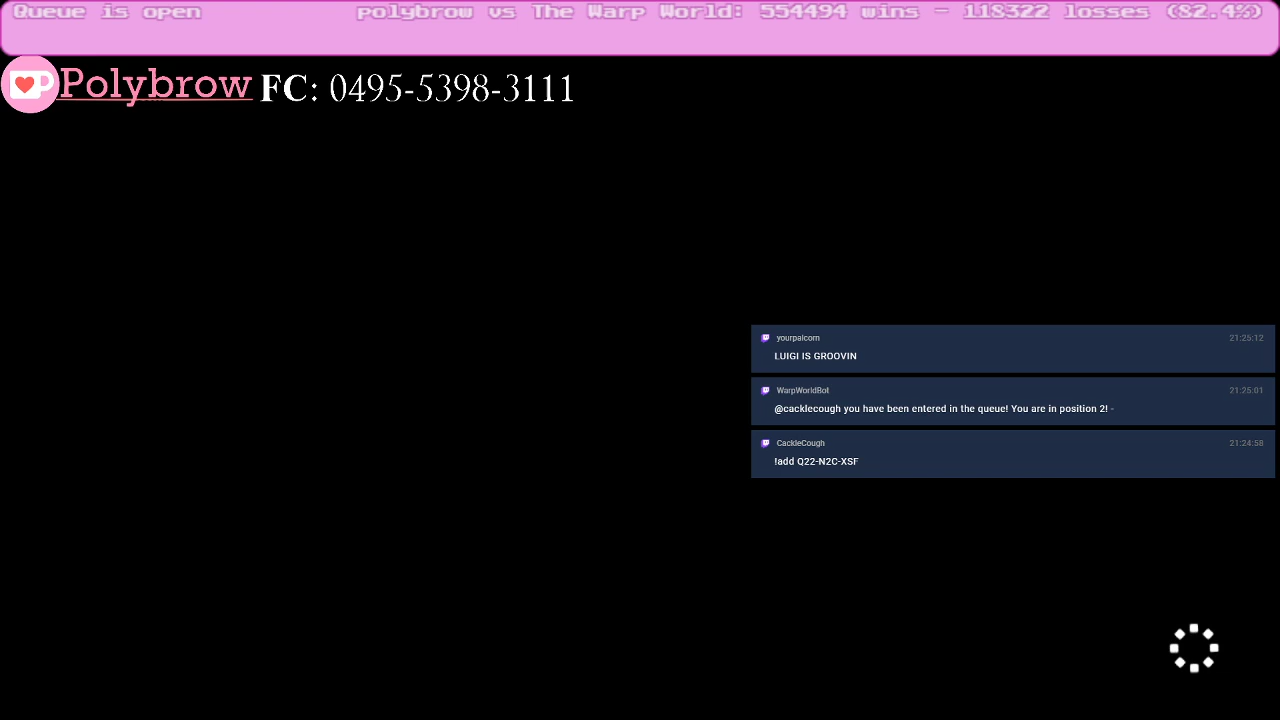 Queue is open polybrow vs The Warp World: 554494 wins - 118322 losses (82.4%)
Polybrow FC: 0495-5398-3111
yourpalcorn 21:25:12
LUIGI IS GROOVIN
WarpWorldBot 21:25:01
@cacklecough you have been entered in the queue! You are in position 2! -
CackleCough 21:24:58
!add Q22-N2C-XSF